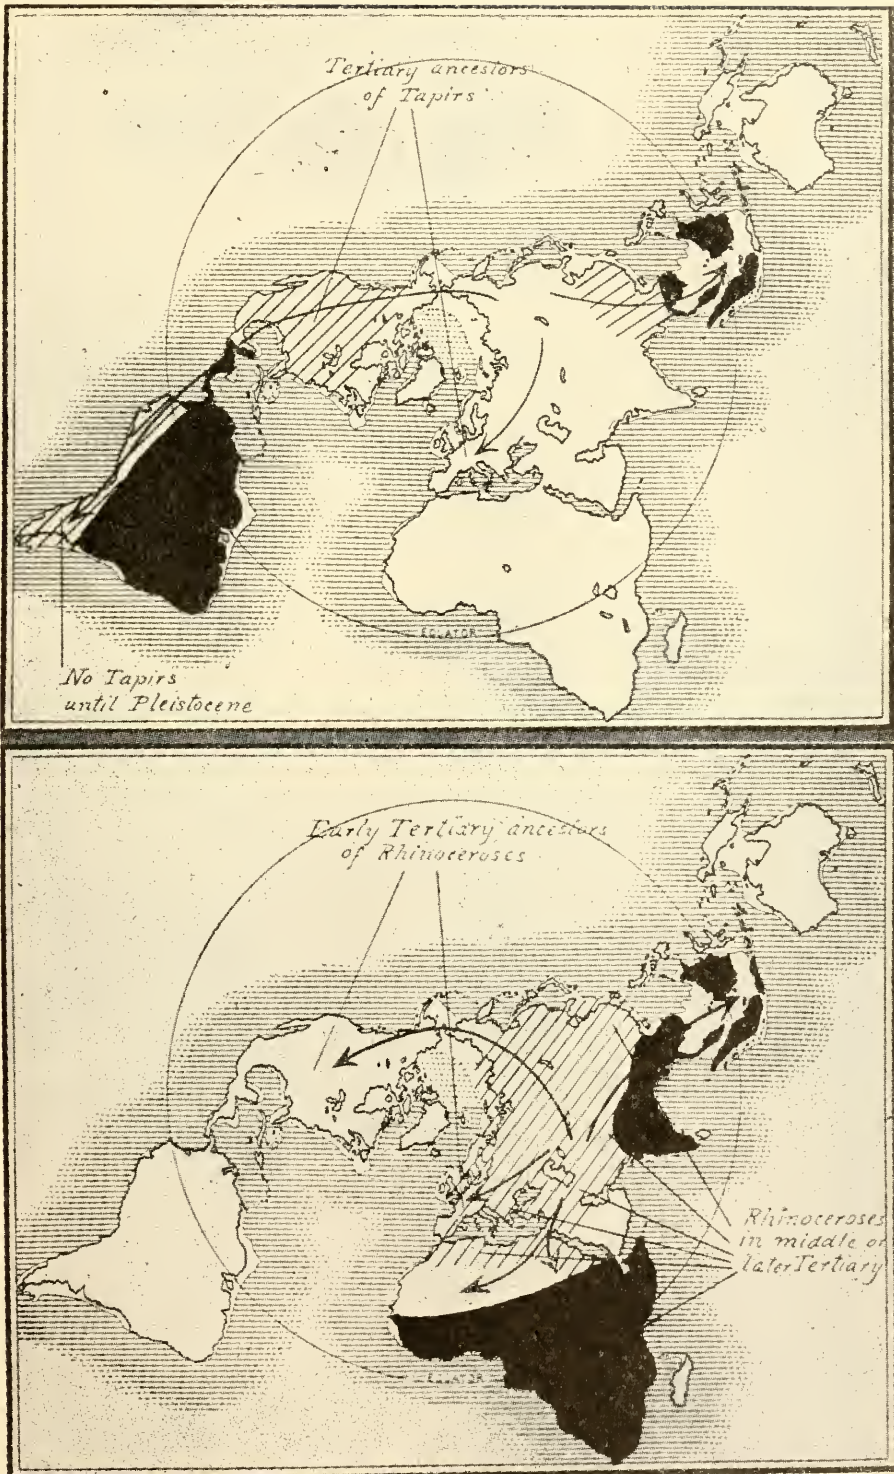 Tertiary ancestors
of Tapirs
EQUATOR
No Tapirs
until Pleistocene
Early Tertiary ancestors
of Rhinoceroses
Rhinoceroses
in middle or
later Tertiary
EQUATOR